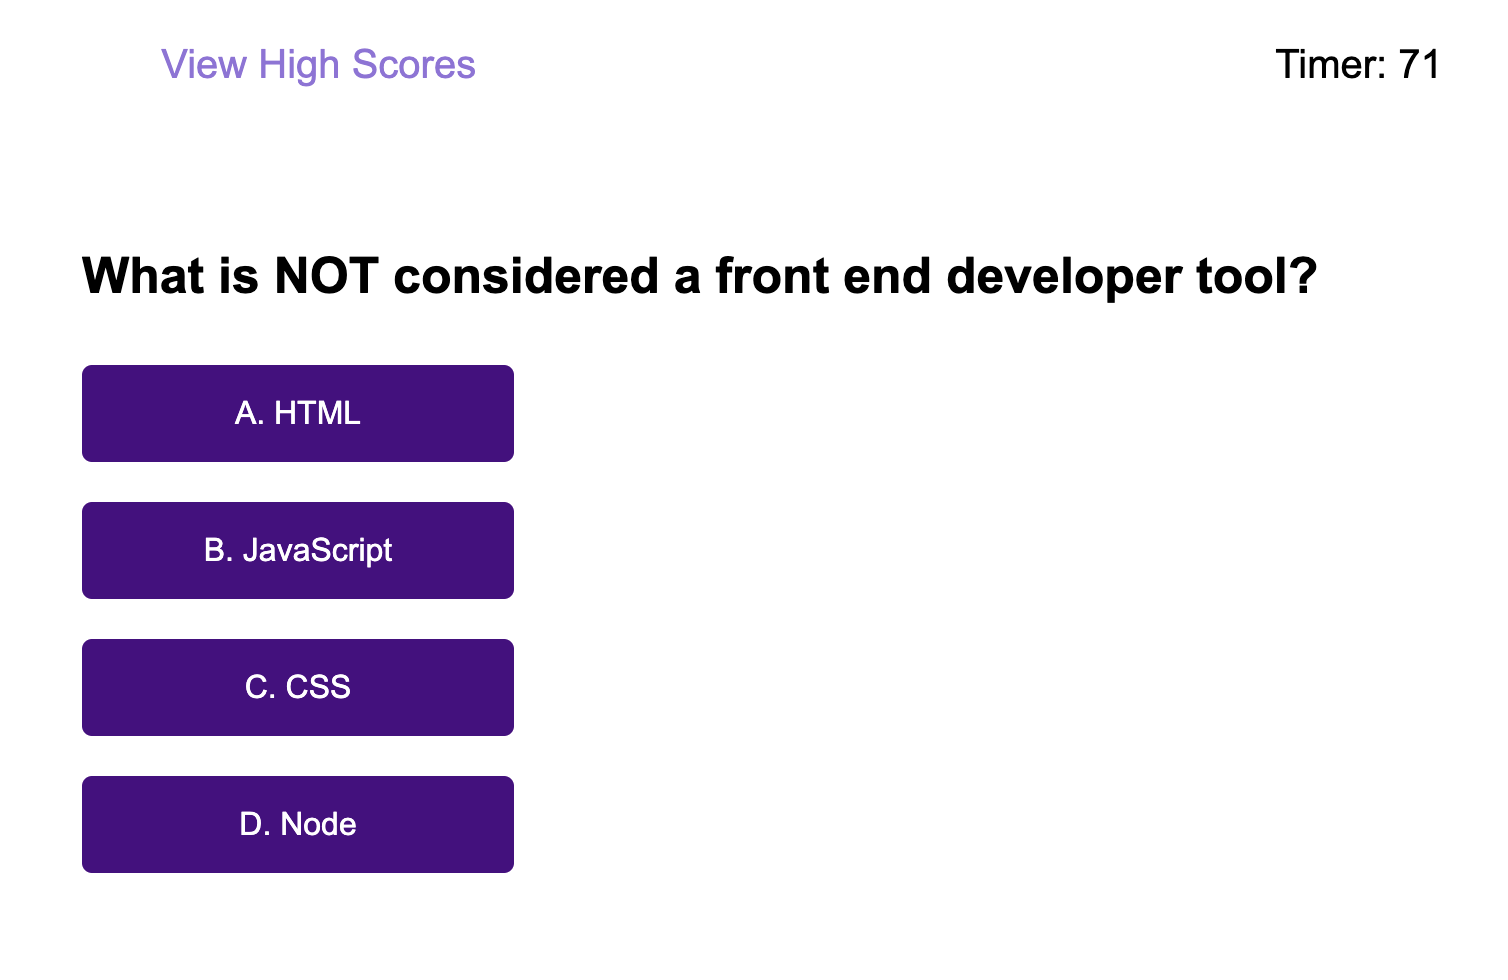 View High Scores
Timer: 71
What is NOT considered a front end developer tool?
A. HTML
B. JavaScript
C. CSS
D. Node